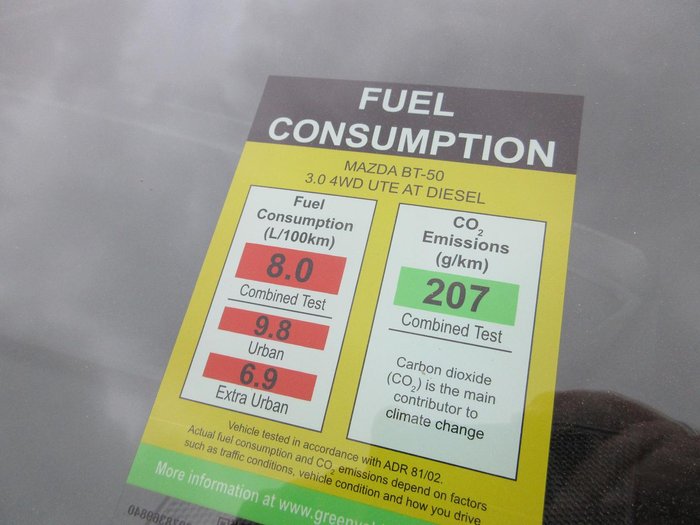 FUEL
CONSUMPTION
MAZDA BT-50
3.0 4WD UTE AT DIESEL
Fuel
Consumption
(L/100km)
8.0
Combined Test
9.8
Urban
6.9
Extra Urban
CO₂
Emissions
(g/km)
207
Combined Test
Carbon dioxide
(CO₂) is the main
contributor to
climate change
Vehicle tested in accordance with ADR 81/02.
Actual fuel consumption and CO₂ emissions depend on factors
such as traffic conditions, vehicle condition and how you drive
More information at